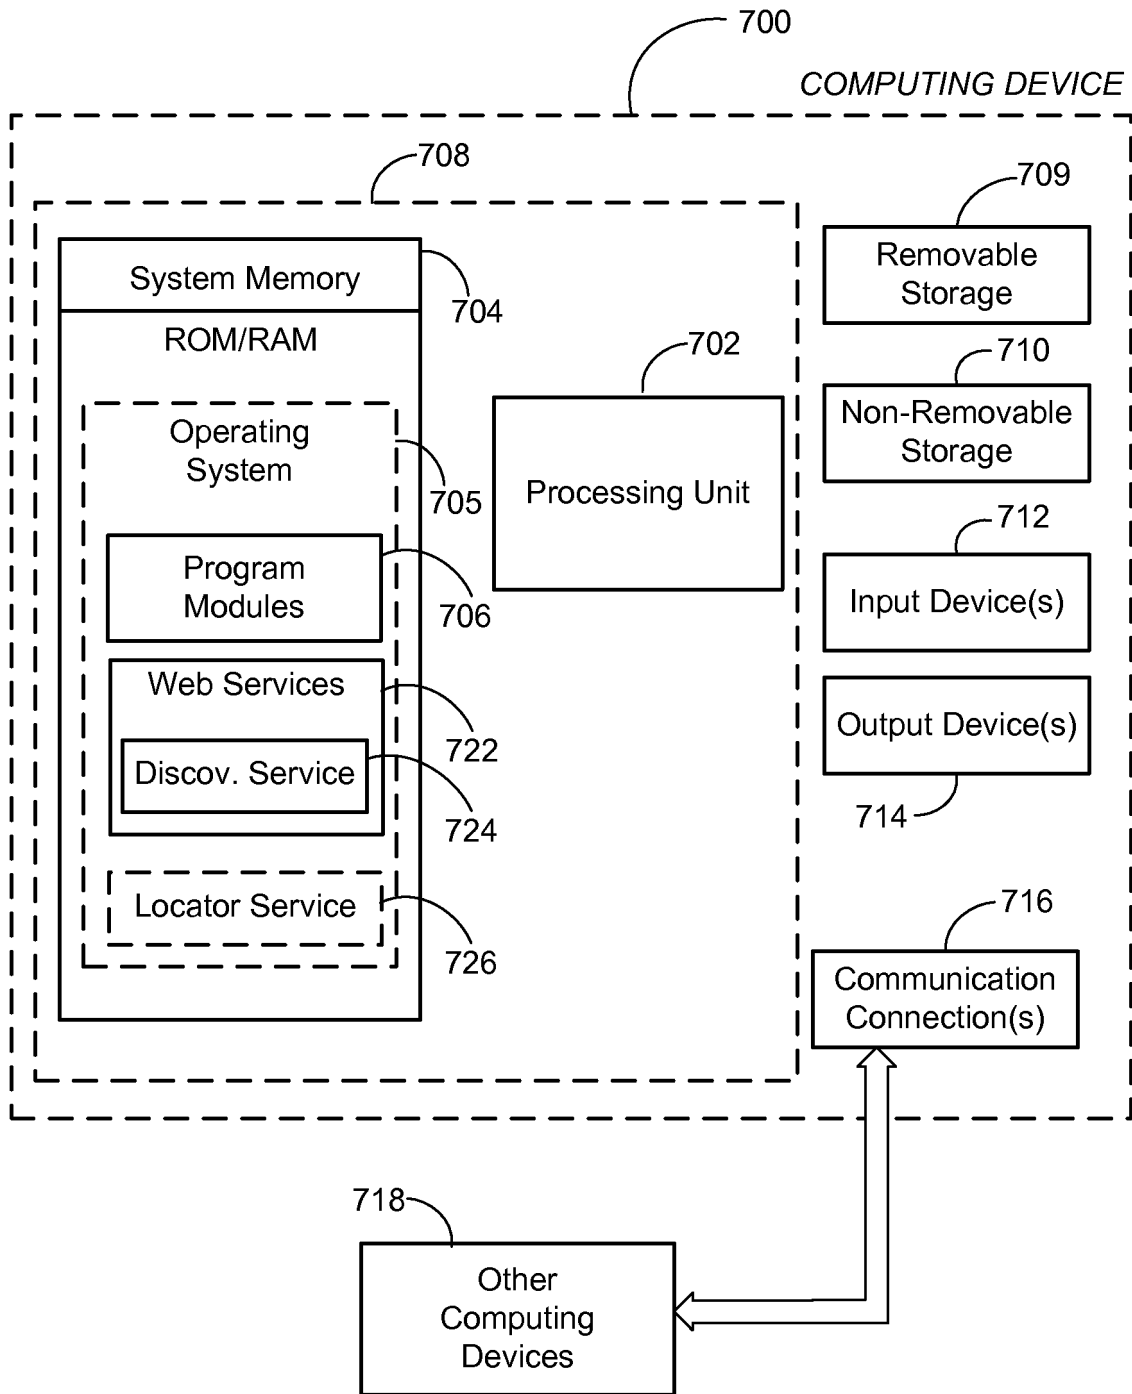 700
COMPUTING DEVICE
708
709
System Memory
704
ROM/RAM
Removable
Storage
702
710
Operating
System
705
Processing Unit
Non-Removable
Storage
712
Program
Modules
706
Input Device(s)
Web Services
722
Output Device(s)
Discov. Service
724
714
Locator Service
726
716
Communication
Connection(s)
718
Other
Computing
Devices